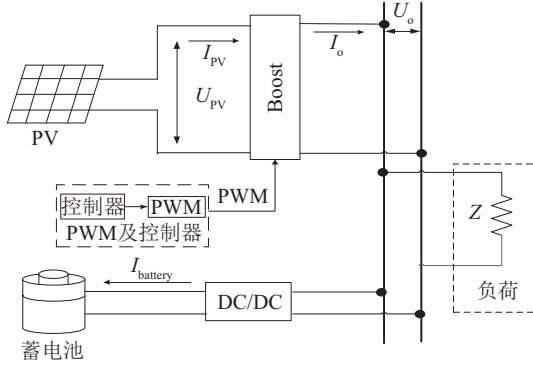 U_o
I_PV
I_o
U_PV
Boost
PV
PWM
控制器
PWM
PWM及控制器
Z
负荷
I_battery
DC/DC
蓄电池